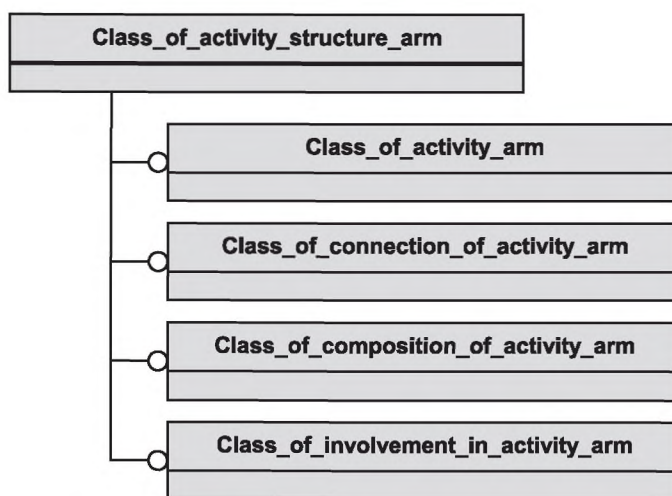 Class_of_activity_structure_arm
Class_of_activity_arm
Class_of_connection_of_activity_arm
Class_of_composition_of_activity_arm
Class_of_involvement_in_activity_arm